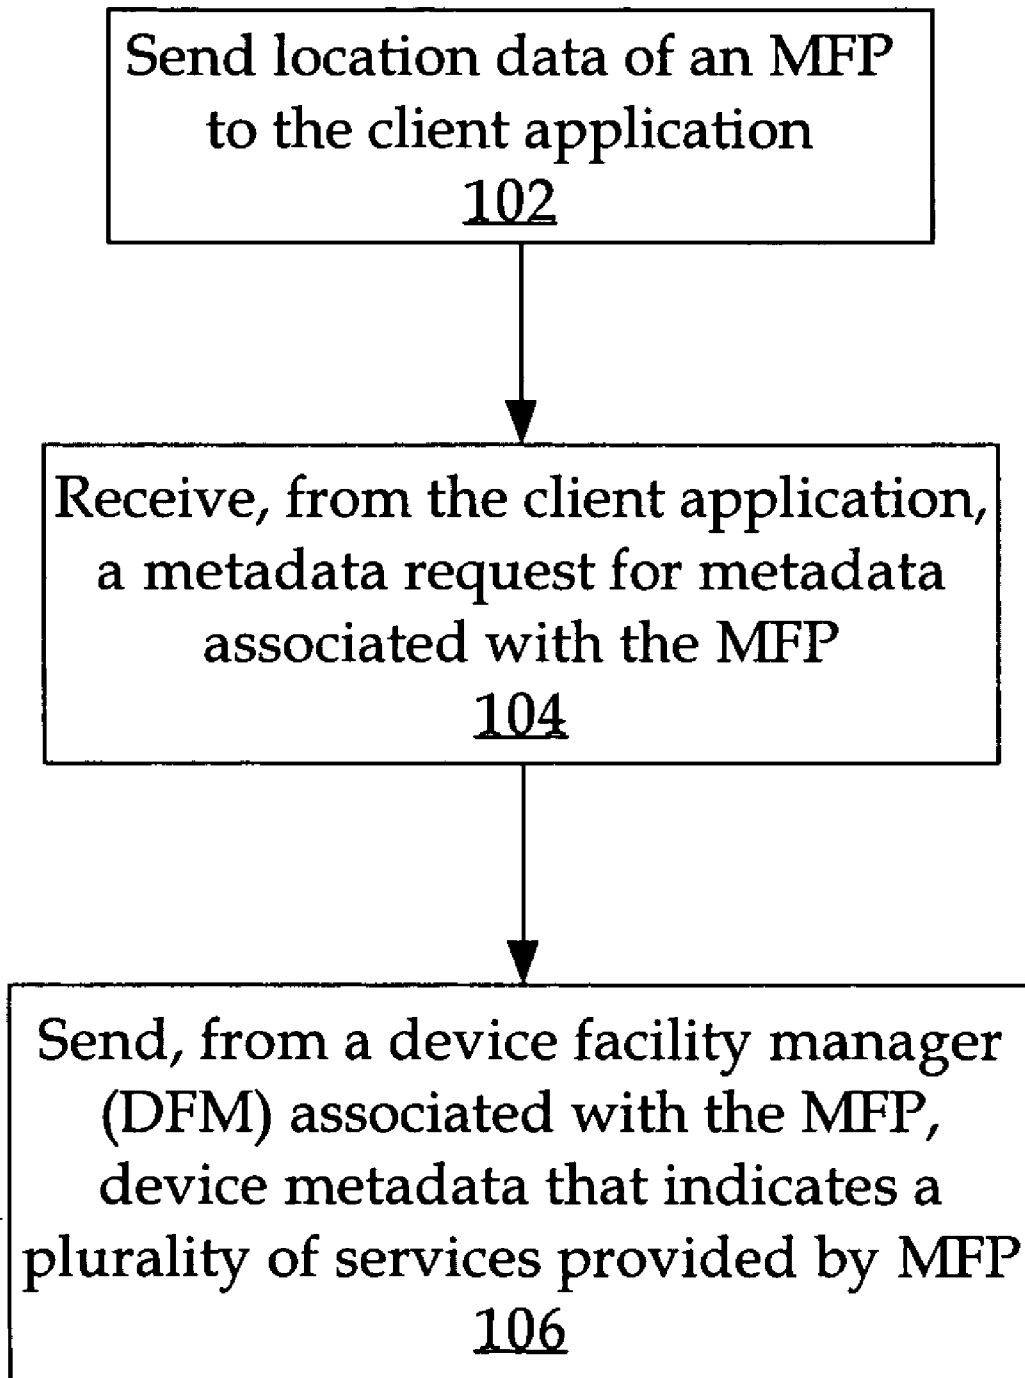 Send location data of an MFP
to the client application
102
Receive, from the client application,
a metadata request for metadata
associated with the MFP
104
Send, from a device facility manager
(DFM) associated with the MFP,
device metadata that indicates a
plurality of services provided by MFP
106